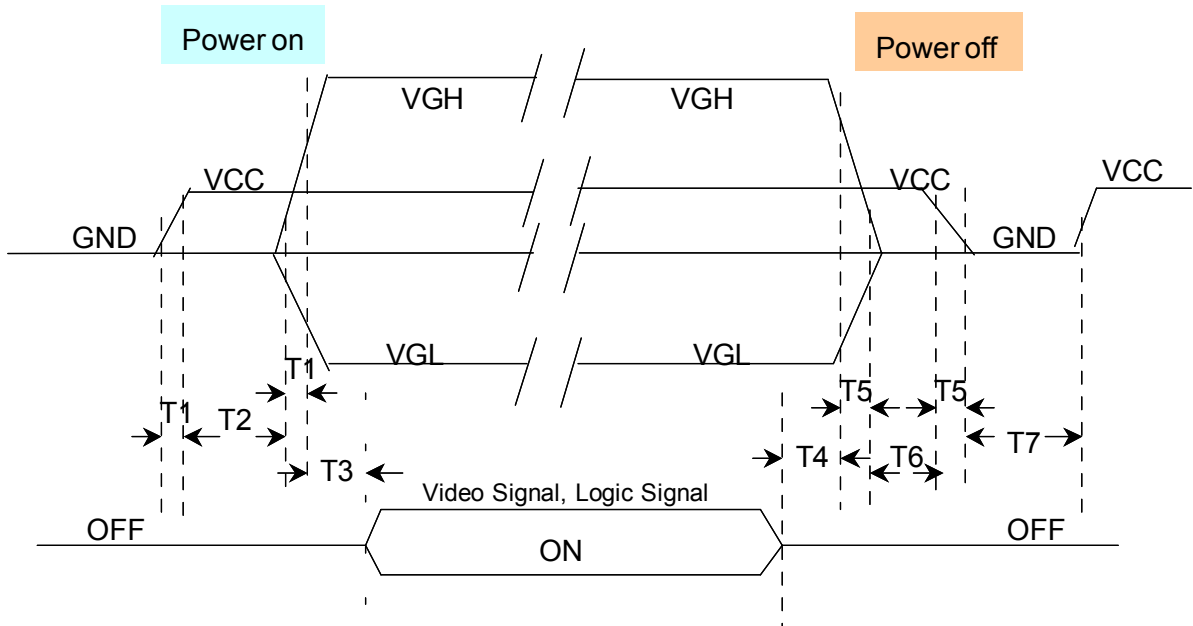 Power on
Power off
VGH
VGH
VCC
VCC
VCC
GND
GND
VGL
VGL
T1
T5
T5
T1
T2
T7
T3
T4
T6
Video Signal, Logic Signal
OFF
OFF
ON